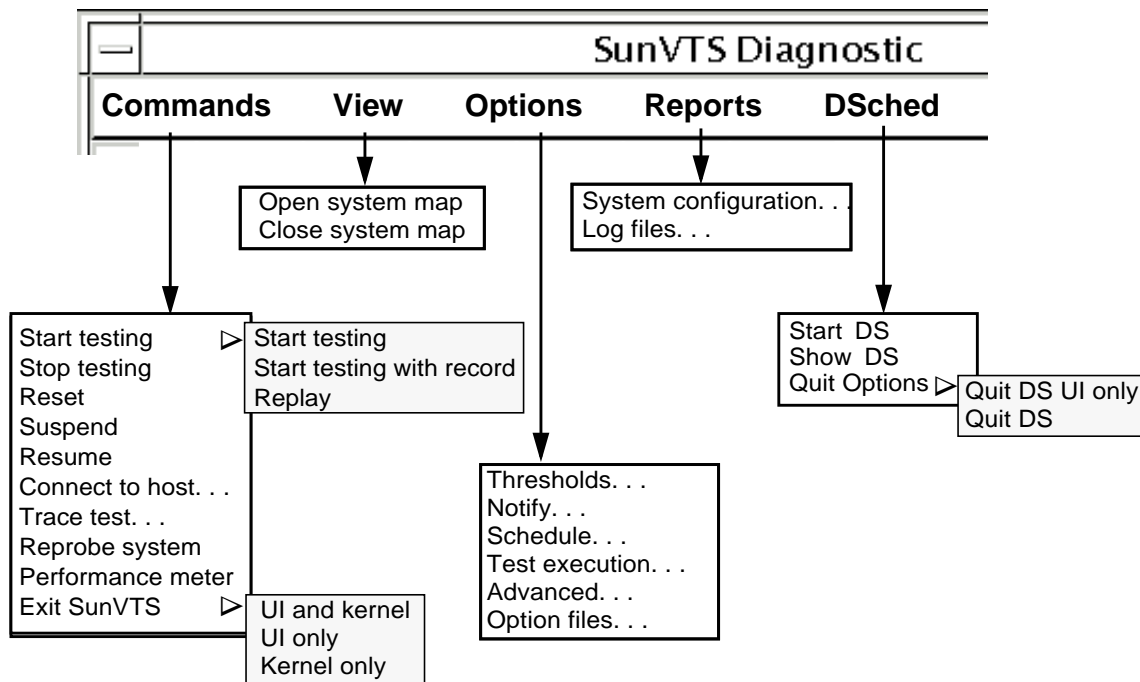 SunVTS Diagnostic
Commands View Options Reports DSched
Open system map
Close system map
System configuration. . .
Log files. . .
Start testing
Stop testing
Reset
Suspend
Resume
Connect to host. . .
Trace test. . .
Reprobe system
Performance meter
Exit SunVTS
Start testing
Start testing with record
Replay
UI and kernel
UI only
Kernel only
Thresholds. . .
Notify. . .
Schedule. . .
Test execution. . .
Advanced. . .
Option files. . .
Start DS
Show DS
Quit Options
Quit DS UI only
Quit DS